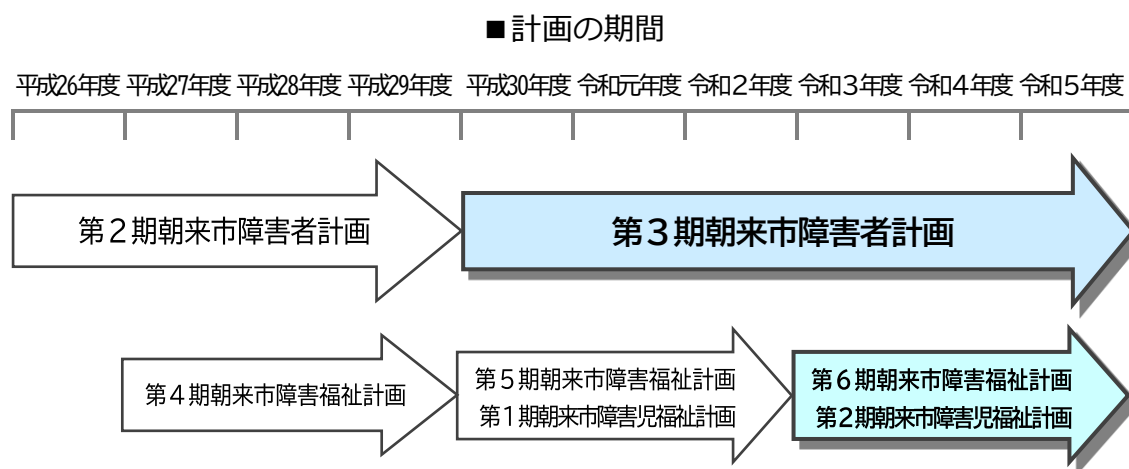 ■計画の期間
平成26年度 平成27年度 平成28年度 平成29年度 平成30年度 令和元年度 令和２年度 令和３年度 令和４年度 令和５年度
第２期朝来市障害者計画 第３期朝来市障害者計画
第４期朝来市障害福祉計画
第５期朝来市障害福祉計画
第１期朝来市障害児福祉計画
第６期朝来市障害福祉計画
第２期朝来市障害児福祉計画